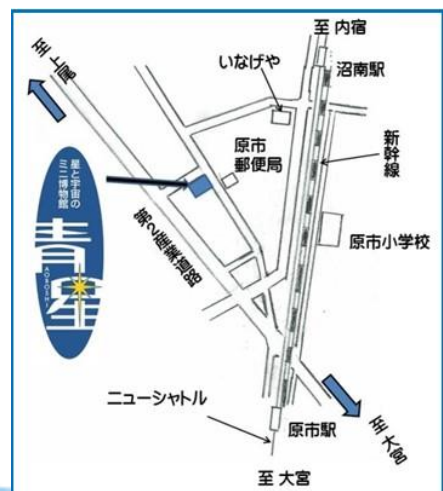 至 内宿
至上尾
いなげや
沼南駅
原市
郵便局
新幹線
星と宇宙の
ミニ博物館
青星
AOBOSHI
第2産業道路
原市小学校
ニューシャトル
原市駅
至大宮
至 大宮